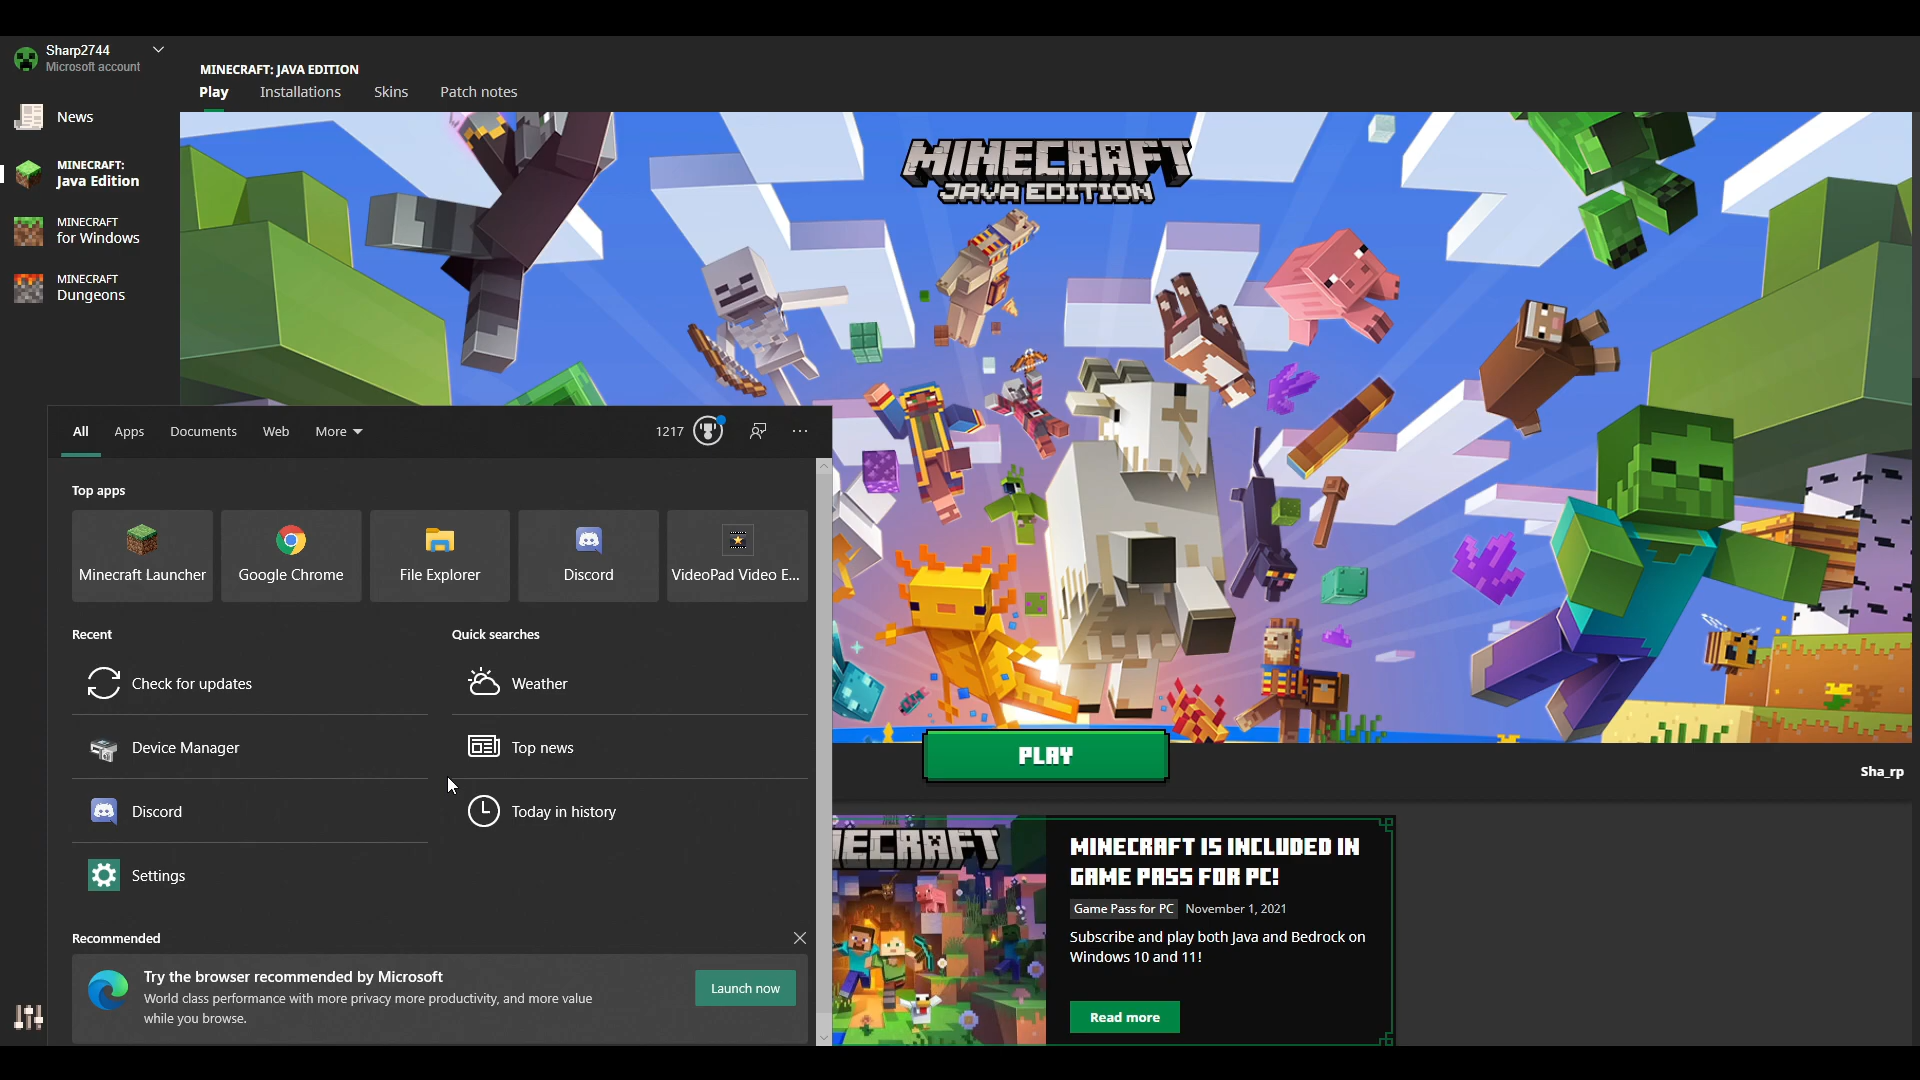 Sharp2744
Microsoft account
MINECRAFT: JAVA EDITION
Play Installations Skins Patch notes
News
MINECRAFT:
Java Edition
MINECRAFT
for Windows
MINECRAFT
Dungeons
MINECRAFT
JAVA EDITION
All Apps Documents Web More 1217
Top apps
Minecraft Launcher Google Chrome File Explorer Discord VideoPad Video E...
Recent
Check for updates
Device Manager
Discord
Settings
Quick searches
Weather
Top news
Today in history
Recommended
Try the browser recommended by Microsoft
World class performance with more privacy more productivity, and more value
while you browse.
Launch now
PLAY
Sha_rp
NECRAFT
MINECRAFT IS INCLUDED IN
GAME PASS FOR PC!
Game Pass for PC November 1, 2021
Subscribe and play both Java and Bedrock on
Windows 10 and 11!
Read more